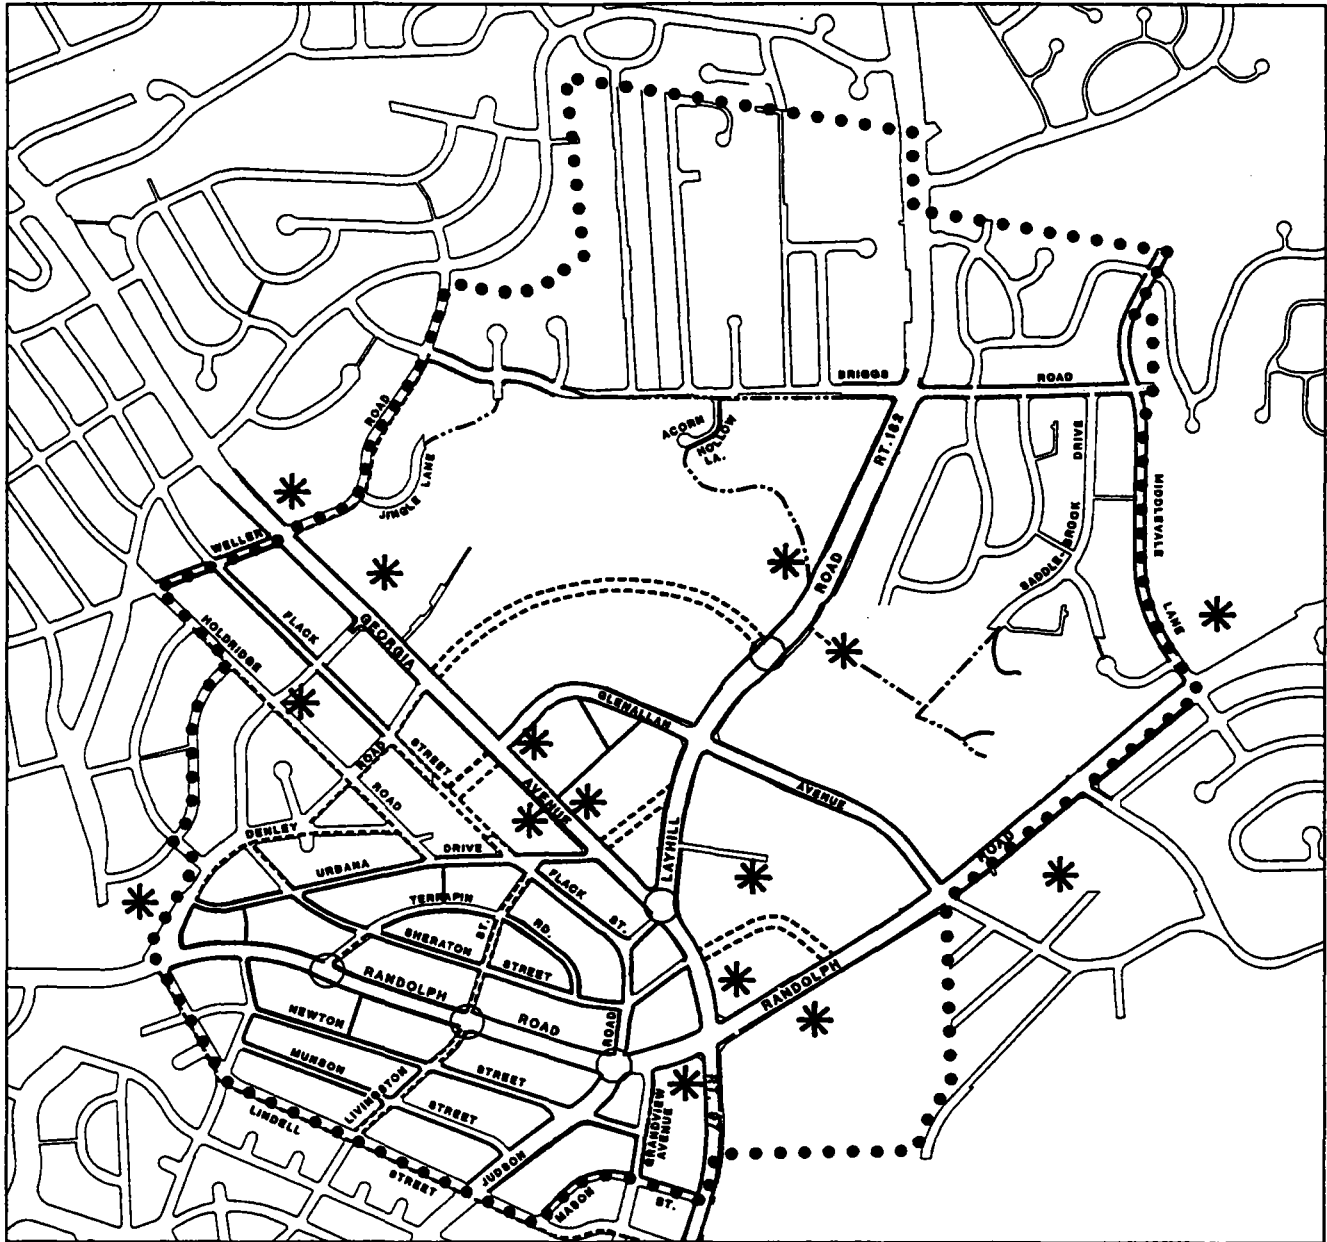 BRIGGS
ROAD
RT. 182
ACORN
HOLLOW
LA.
ROAD
JINGLE LANE
WELLER
DRIVE
SADDLE-BROOK
MIDDLEVALE
LANE
ROAD
FLACK
HOLDRIDGE
GEORGIA
GLENALLAN
STREET
ROAD
ROAD
AVENUE
AVENUE
LAYHILL
ROAD
DENLEY
DRIVE
URBANA
FLACK
ST.
TERRAPIN
RD.
ST.
SHERATON
STREET
RANDOLPH
ROAD
RANDOLPH
ROAD
NEWTON
STREET
MUNSON
STREET
LIVINGSTON
GRANDVIEW
AVENUE
RT. 97
LINDELL
STREET
JUDSON
MASON
ST.